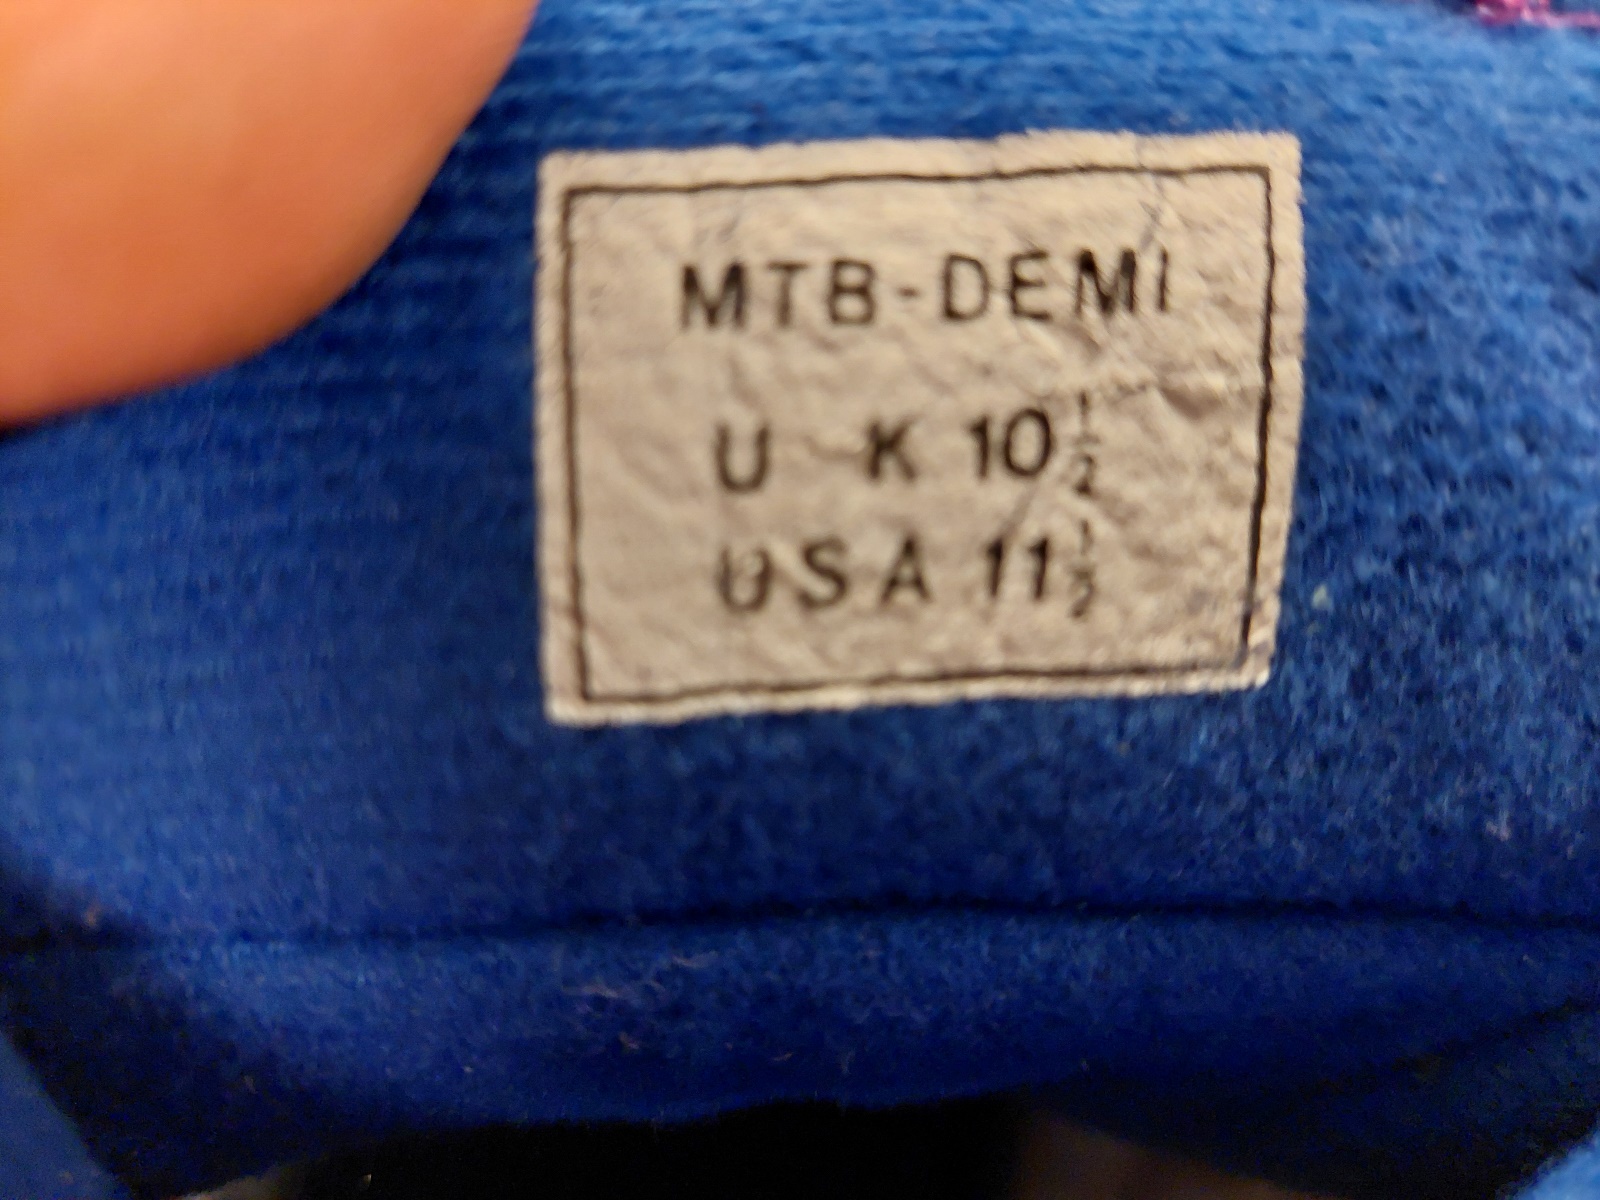 MTB-DEMI
U K 10½
USA 11½